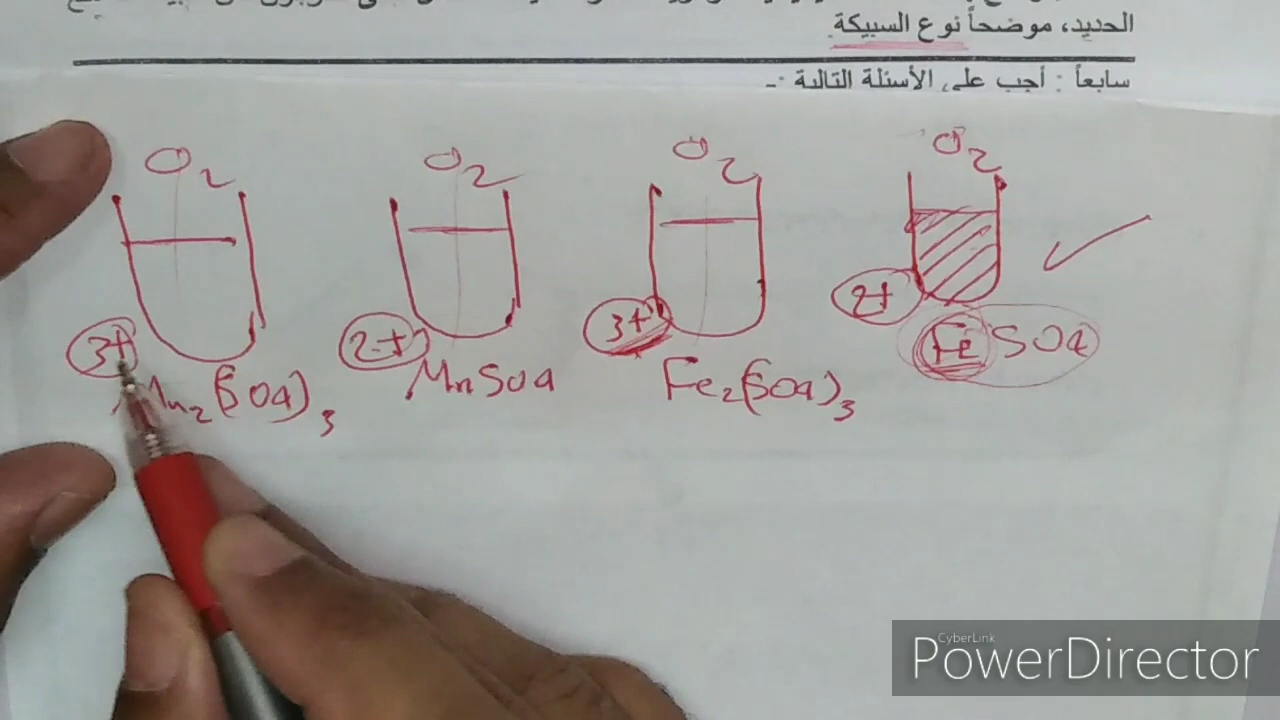 الحديد، موضحاً نوع السبيكة.
سابعاً : أجب على الأسئلة التالية :-
O2 O2 O2 O2
3+ 2+ 3+ 2+
Mn2(SO4)3 MnSO4 Fe2(SO4)3 FeSO4
CyberLink
PowerDirector